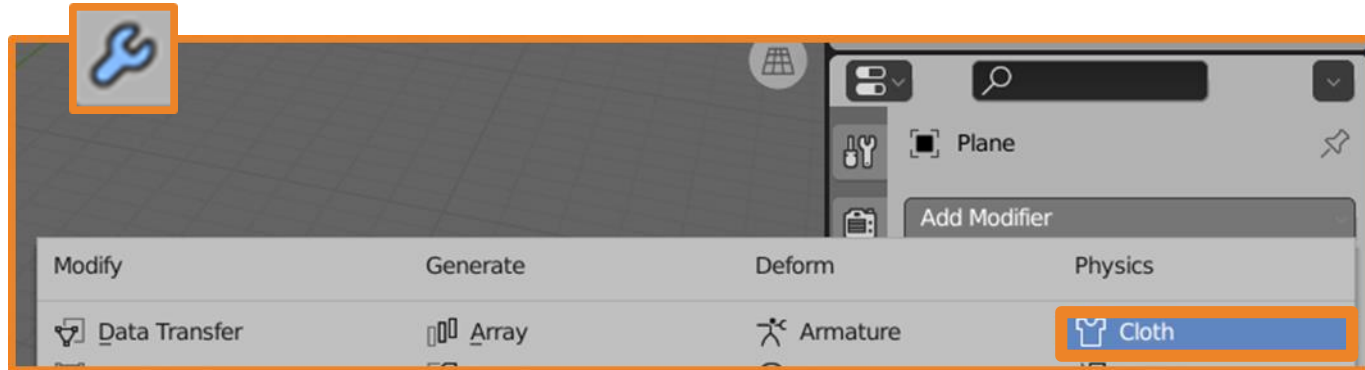 Plane
Add Modifier
Modify Generate Deform Physics
Data Transfer Array Armature Cloth